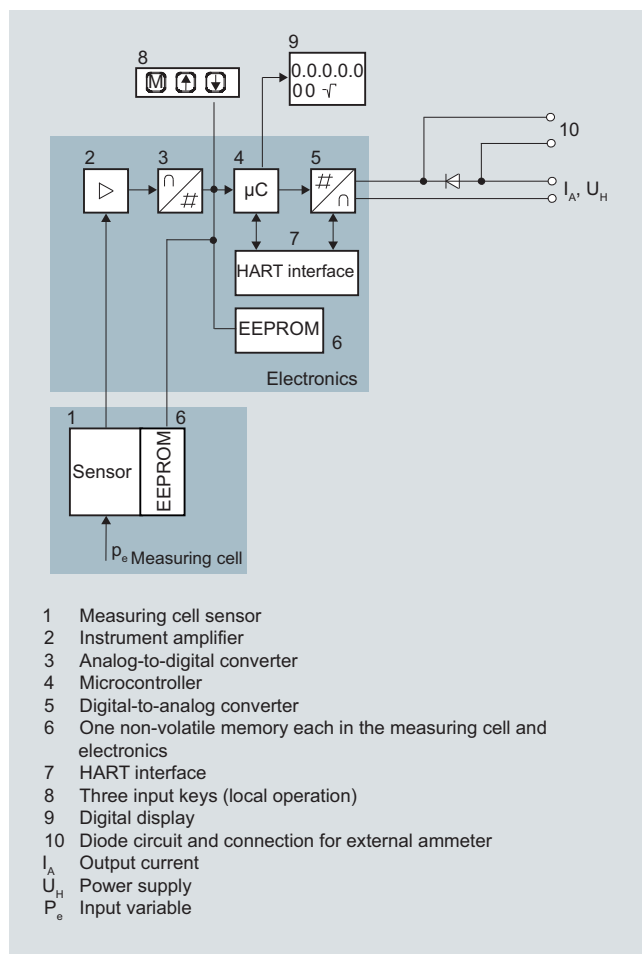 8
M
9
0.0.0.0.0
0 0 √
10
2
3
4
5
∩
#
µC
#
∩
I_A, U_H
7
HART interface
EEPROM
6
Electronics
1
6
Sensor
EEPROM
p_e Measuring cell
1 Measuring cell sensor
2 Instrument amplifier
3 Analog-to-digital converter
4 Microcontroller
5 Digital-to-analog converter
6 One non-volatile memory each in the measuring cell and
electronics
7 HART interface
8 Three input keys (local operation)
9 Digital display
10 Diode circuit and connection for external ammeter
I_A Output current
U_H Power supply
P_e Input variable